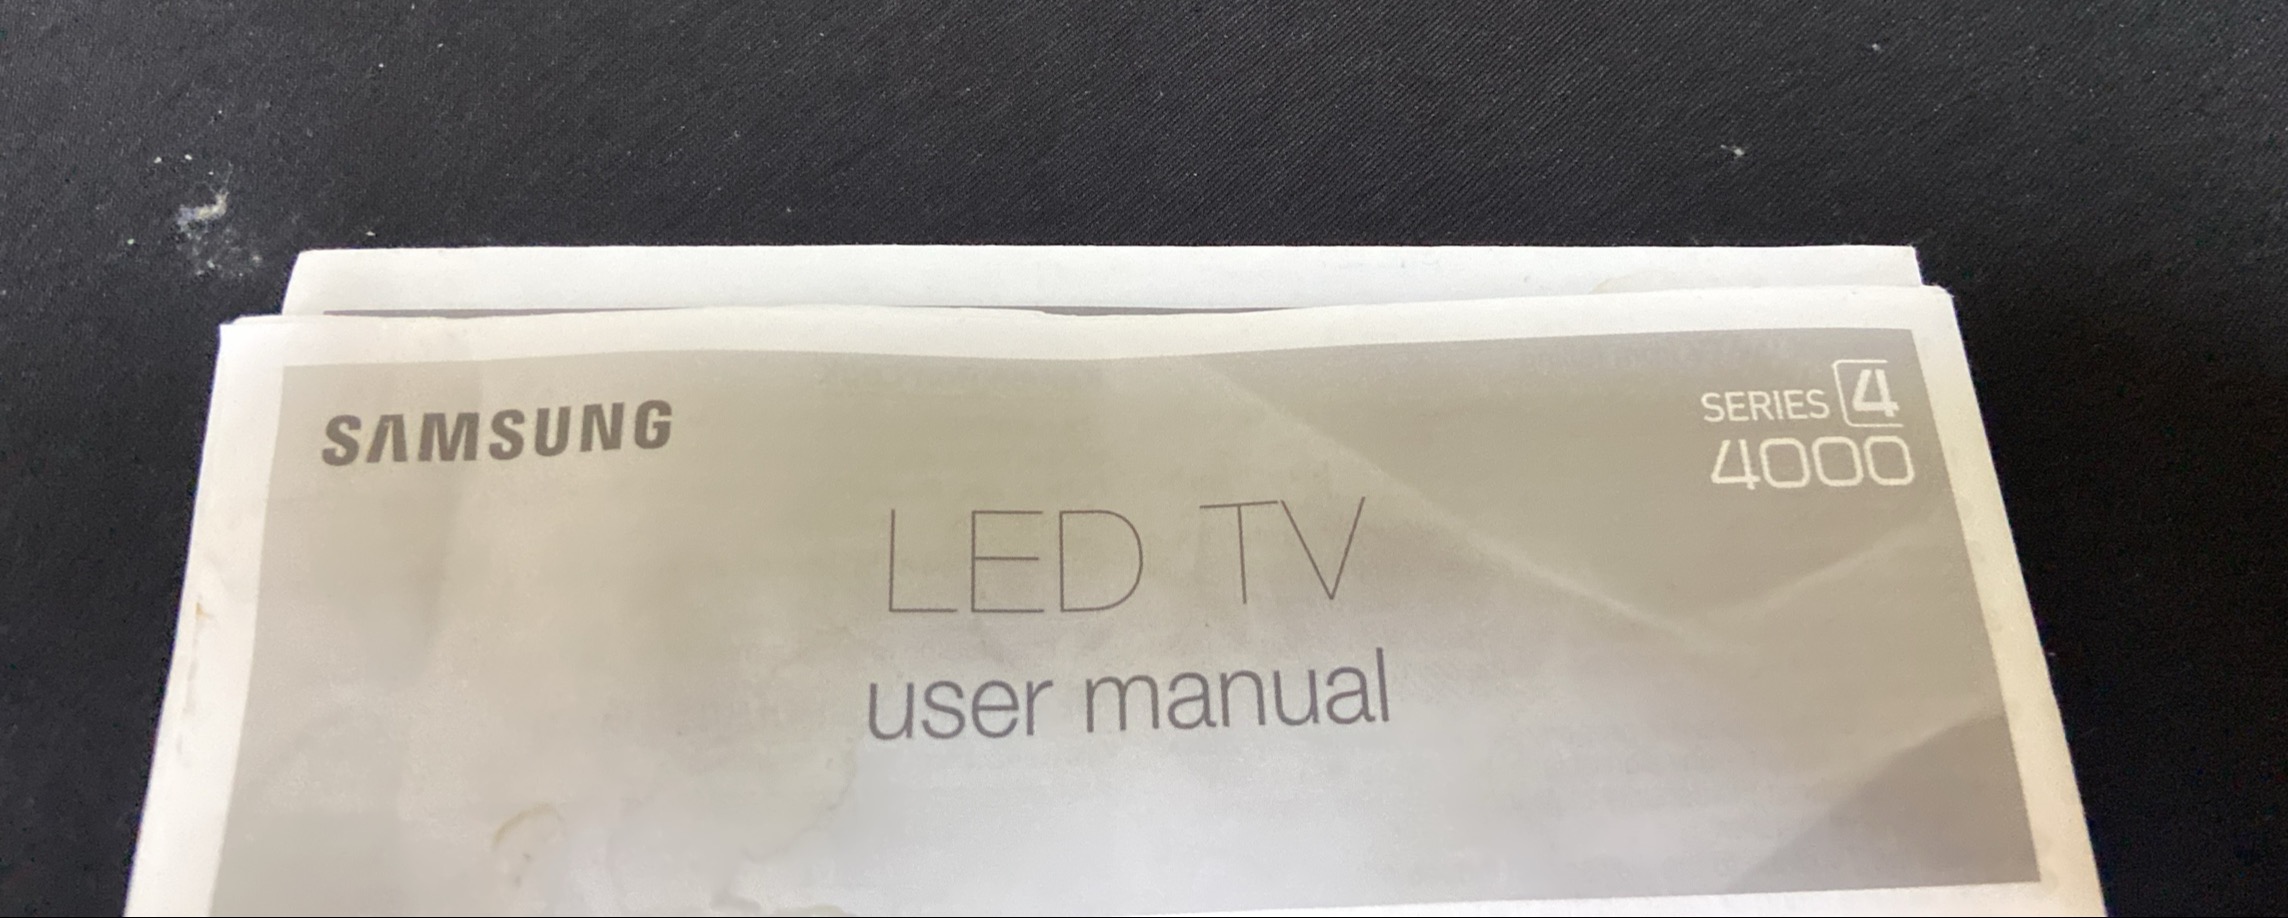 SAMSUNG
SERIES 4
4000
LED TV
user manual